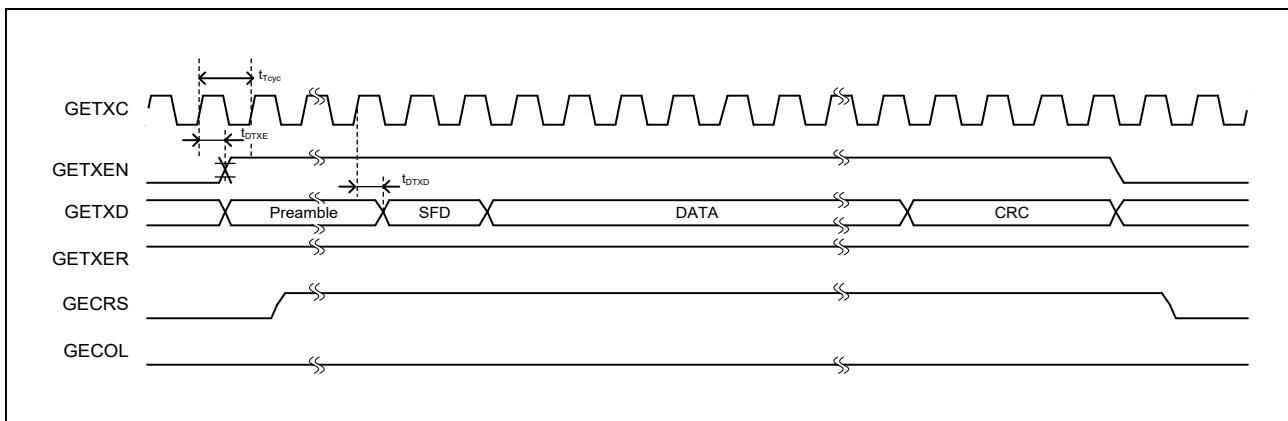 tTcyc
GETXC
tDTXE
GETXEN
tDTXD
GETXD Preamble SFD DATA CRC
GETXER
GECRS
GECOL